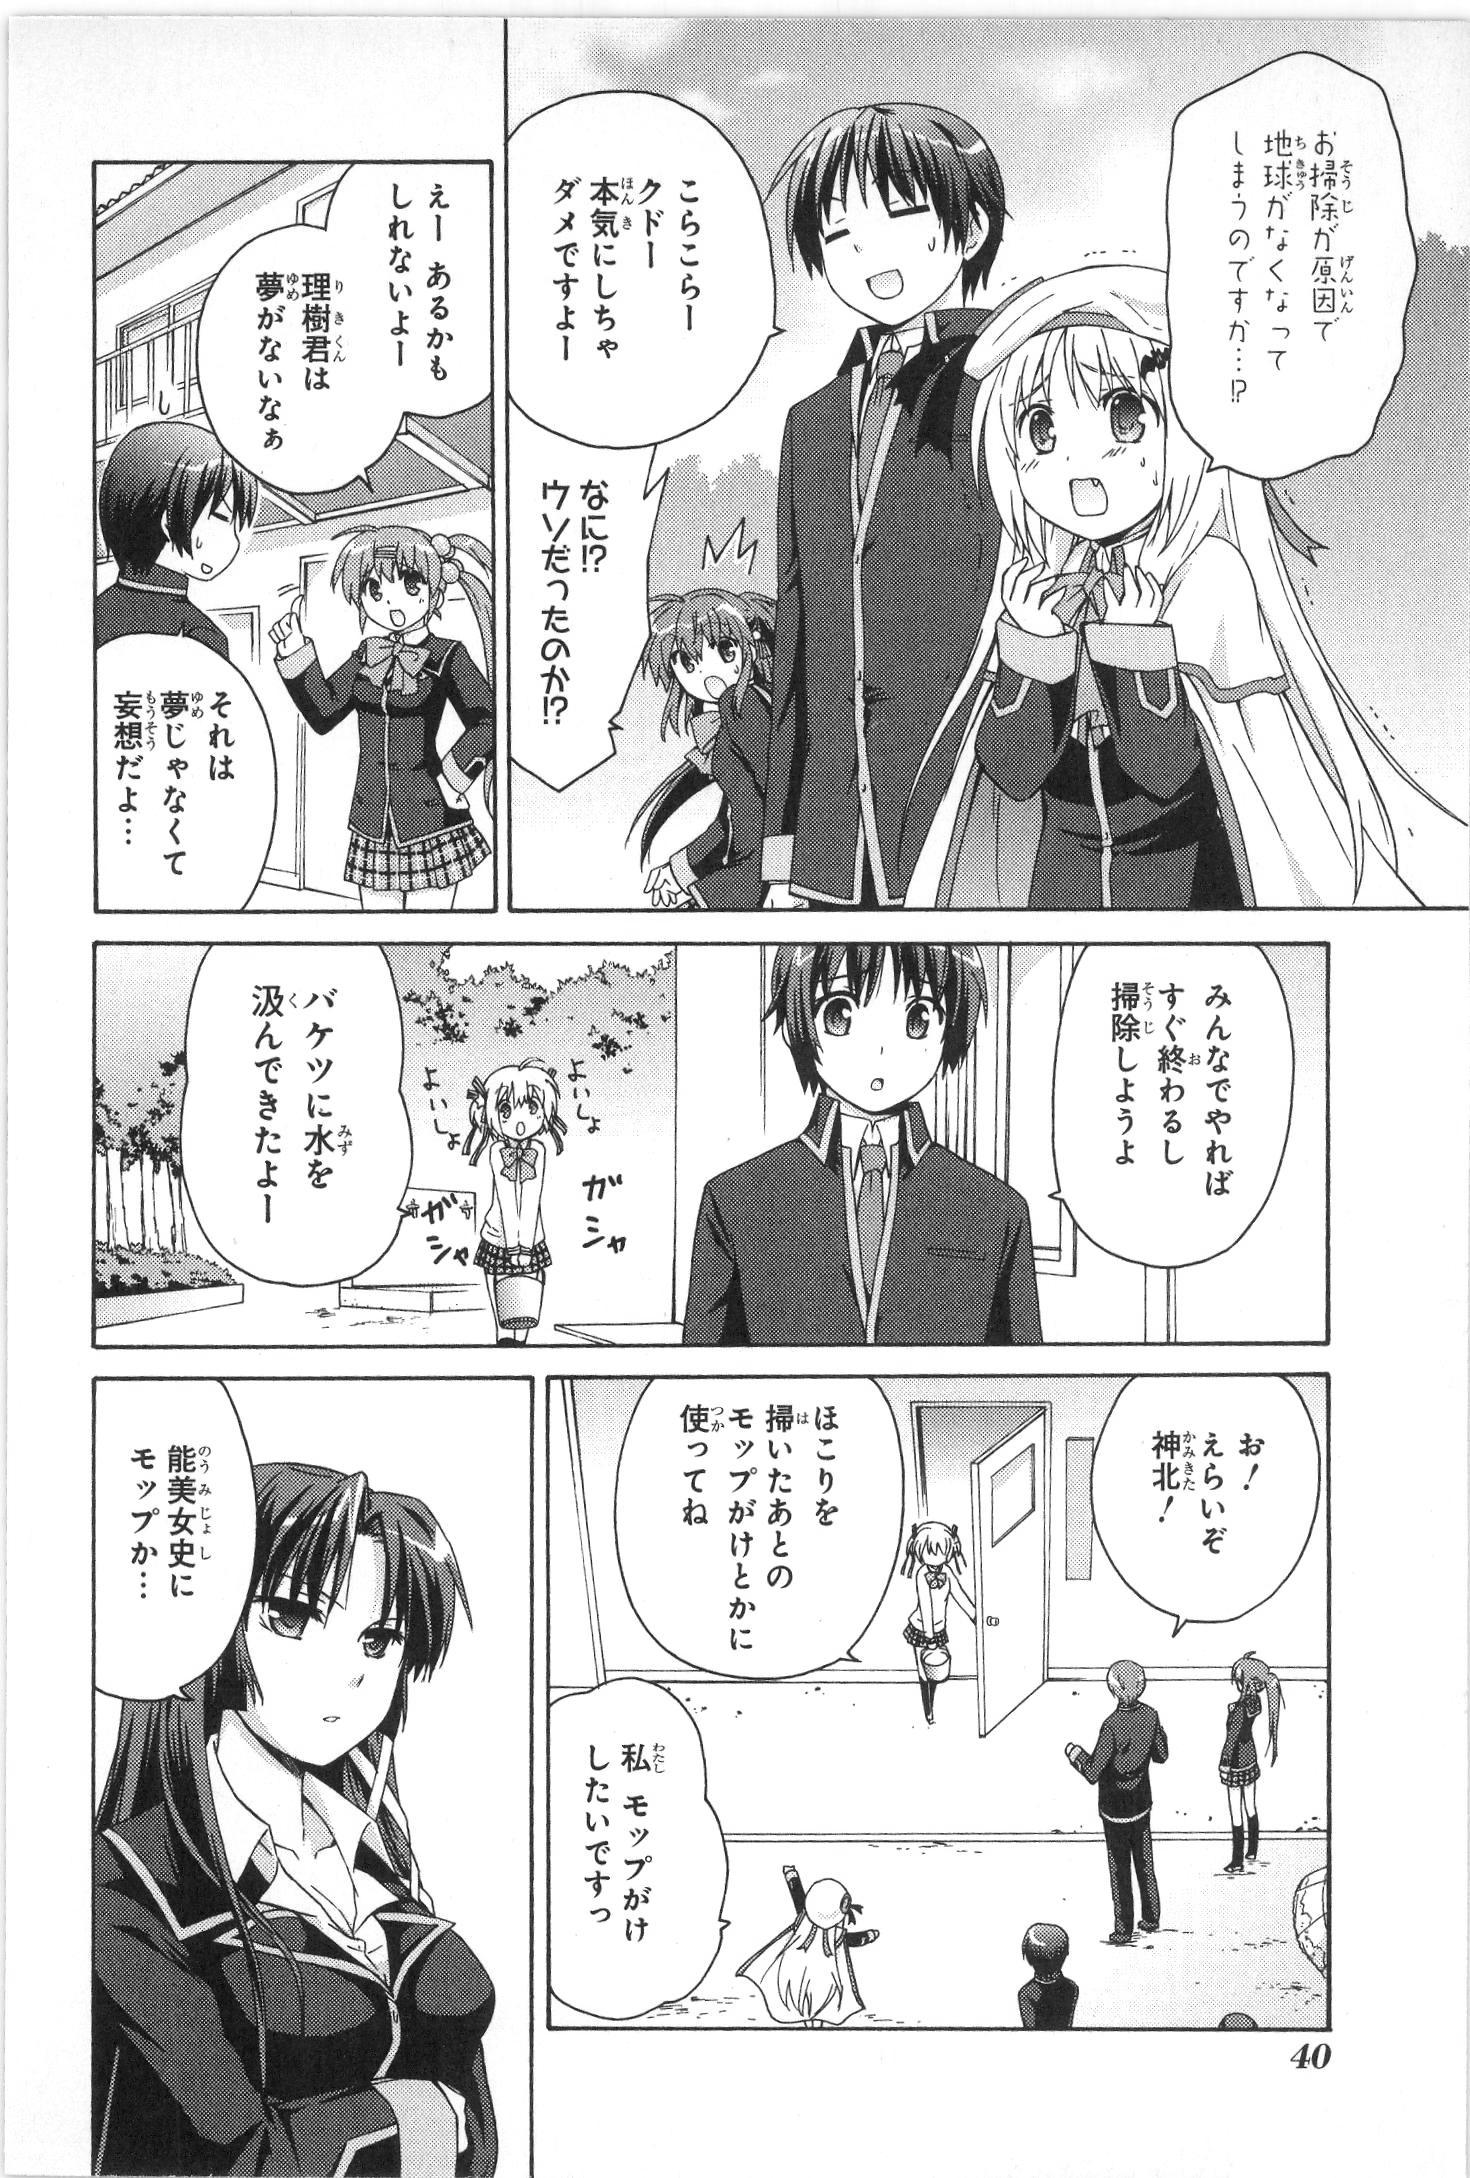 お掃除が原因で
地球がなくなって
しまうのですか…!?
こらこらー
クドー
本気にしちゃ
ダメですよー
なに!?
ウソだったのか!?
えー あるかも
しれないよー
理樹君は
夢がないなぁ
それは
夢じゃなくて
妄想だよ…
みんなでやれば
すぐ終わるし
掃除しようよ
よいしょ
よいしょ
ガシャ
ガシャ
バケツに水を
汲んできたよー
お!
えらいぞ
神北!
ほこりを
掃いたあとの
モップがけとかに
使ってね
私 モップがけ
したいですっ
能美女史に
モップか…
40